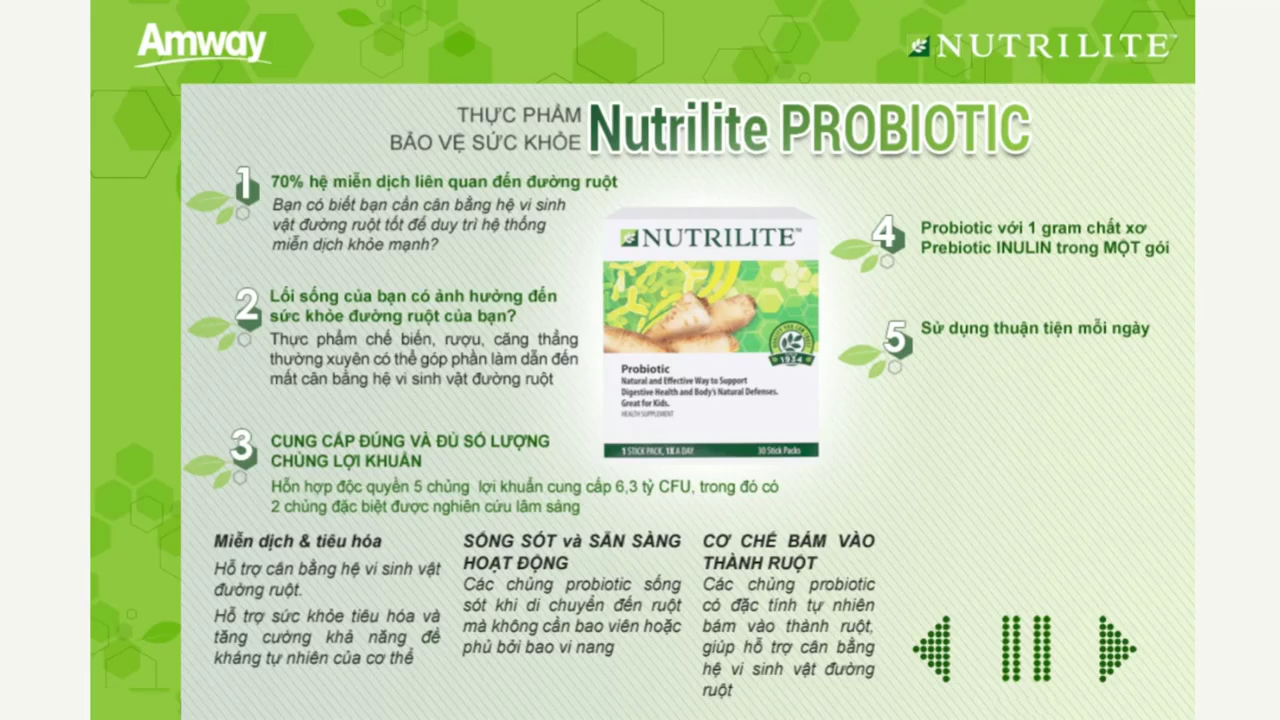 Amway
NUTRILITE™
THỰC PHẨM
BẢO VỆ SỨC KHỎE
Nutrilite PROBIOTIC
1
70% hệ miễn dịch liên quan đến đường ruột
Bạn có biết bạn cần cân bằng hệ vi sinh
vật đường ruột tốt để duy trì hệ thống
miễn dịch khỏe mạnh?
2
Lối sống của bạn có ảnh hưởng đến
sức khỏe đường ruột của bạn?
Thực phẩm chế biến, rượu, căng thẳng
thường xuyên có thể góp phần làm dẫn đến
mất cân bằng hệ vi sinh vật đường ruột
3
CUNG CẤP ĐÚNG VÀ ĐỦ SỐ LƯỢNG
CHỦNG LỢI KHUẨN
Hỗn hợp độc quyền 5 chủng lợi khuẩn cung cấp 6,3 tỷ CFU, trong đó có
2 chủng đặc biệt được nghiên cứu lâm sàng
NUTRILITE™
1934
Probiotic
Natural and Effective Way to Support
Digestive Health and Body's Natural Defenses.
Great for Kids.
HEALTH SUPPLEMENT
1 STICK PACK, 1X A DAY
30 Stick Packs
4
Probiotic với 1 gram chất xơ
Prebiotic INULIN trong MỘT gói
5
Sử dụng thuận tiện mỗi ngày
Miễn dịch & tiêu hóa
Hỗ trợ cân bằng hệ vi sinh vật
đường ruột.
Hỗ trợ sức khỏe tiêu hóa và
tăng cường khả năng đề
kháng tự nhiên của cơ thể
SỐNG SÓT và SẴN SÀNG
HOẠT ĐỘNG
Các chủng probiotic sống
sót khi di chuyển đến ruột
mà không cần bao viên hoặc
phủ bởi bao vi nang
CƠ CHẾ BÁM VÀO
THÀNH RUỘT
Các chủng probiotic
có đặc tính tự nhiên
bám vào thành ruột,
giúp hỗ trợ cân bằng
hệ vi sinh vật đường
ruột